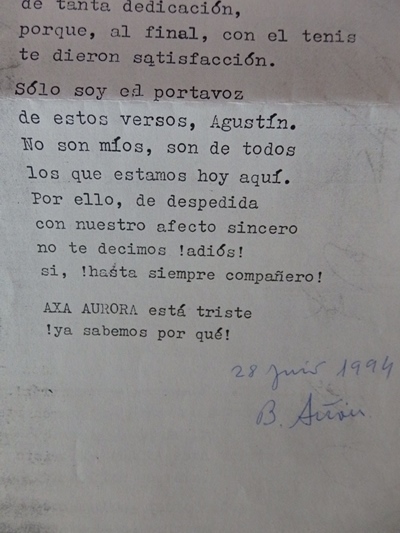 de tanta dedicación,
porque, al final, con el tenis
te dieron satisfacción.
Sólo soy el portavoz
de estos versos, Agustín.
No son míos, son de todos
los que estamos hoy aquí.
Por ello, de despedida
con nuestro afecto sincero
no te decimos !adiós!
si, !hasta siempre compañero!
AXA AURORA está triste
!ya sabemos por qué!
28 1994
B.